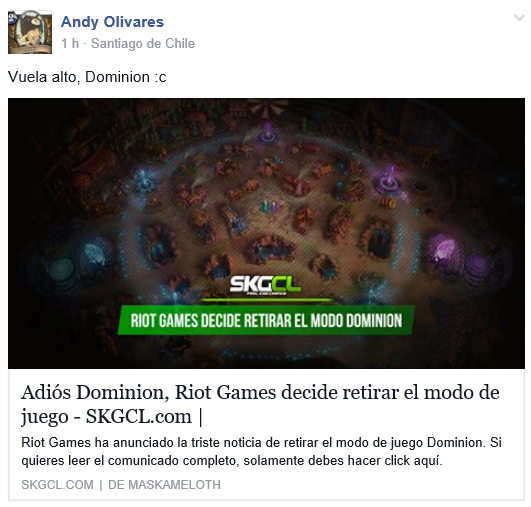 Andy Olivares
1 h · Santiago de Chile
Vuela alto, Dominion :c
SKGCL
RIOT GAMES DECIDE RETIRAR EL MODO DOMINION
Adiós Dominion, Riot Games decide retirar el modo de
juego - SKGCL.com |
Riot Games ha anunciado la triste noticia de retirar el modo de juego Dominion. Si
quieres leer el comunicado completo, solamente debes hacer click aquí.
SKGCL.COM | DE MASKAMELOTH